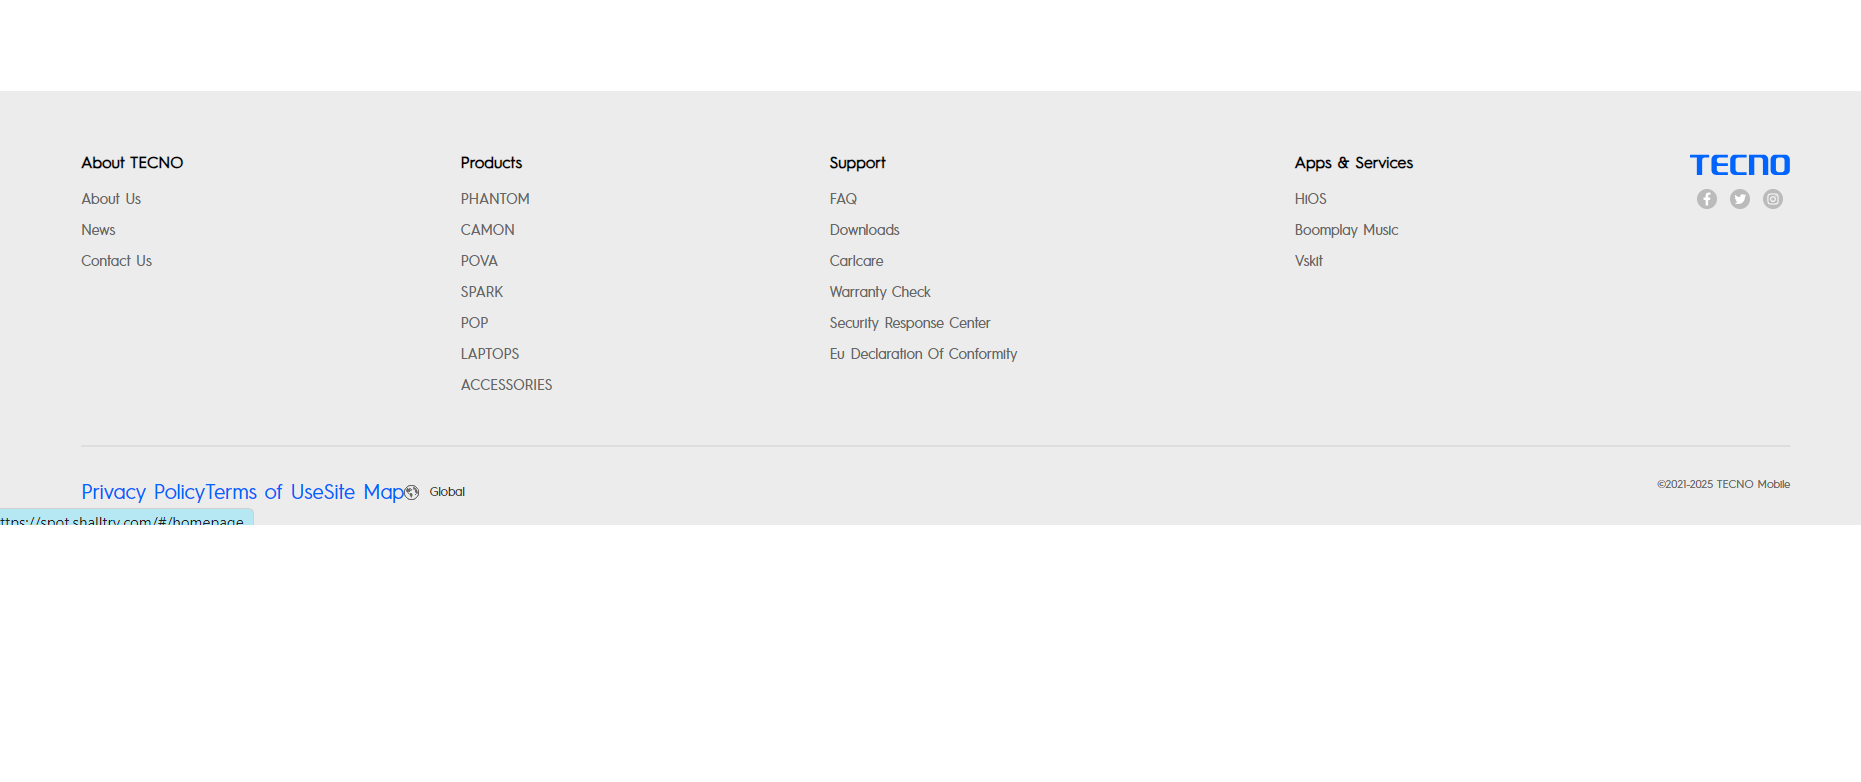 About TECNO
About Us
News
Contact Us
Products
PHANTOM
CAMON
POVA
SPARK
POP
LAPTOPS
ACCESSORIES
Support
FAQ
Downloads
Carlcare
Warranty Check
Security Response Center
Eu Declaration Of Conformity
Apps & Services
HiOS
Boomplay Music
Vskit
TECNO
Privacy PolicyTerms of UseSite Map Global
©2021-2025 TECNO Mobile
ttps://spot.shalltry.com/#/homepage